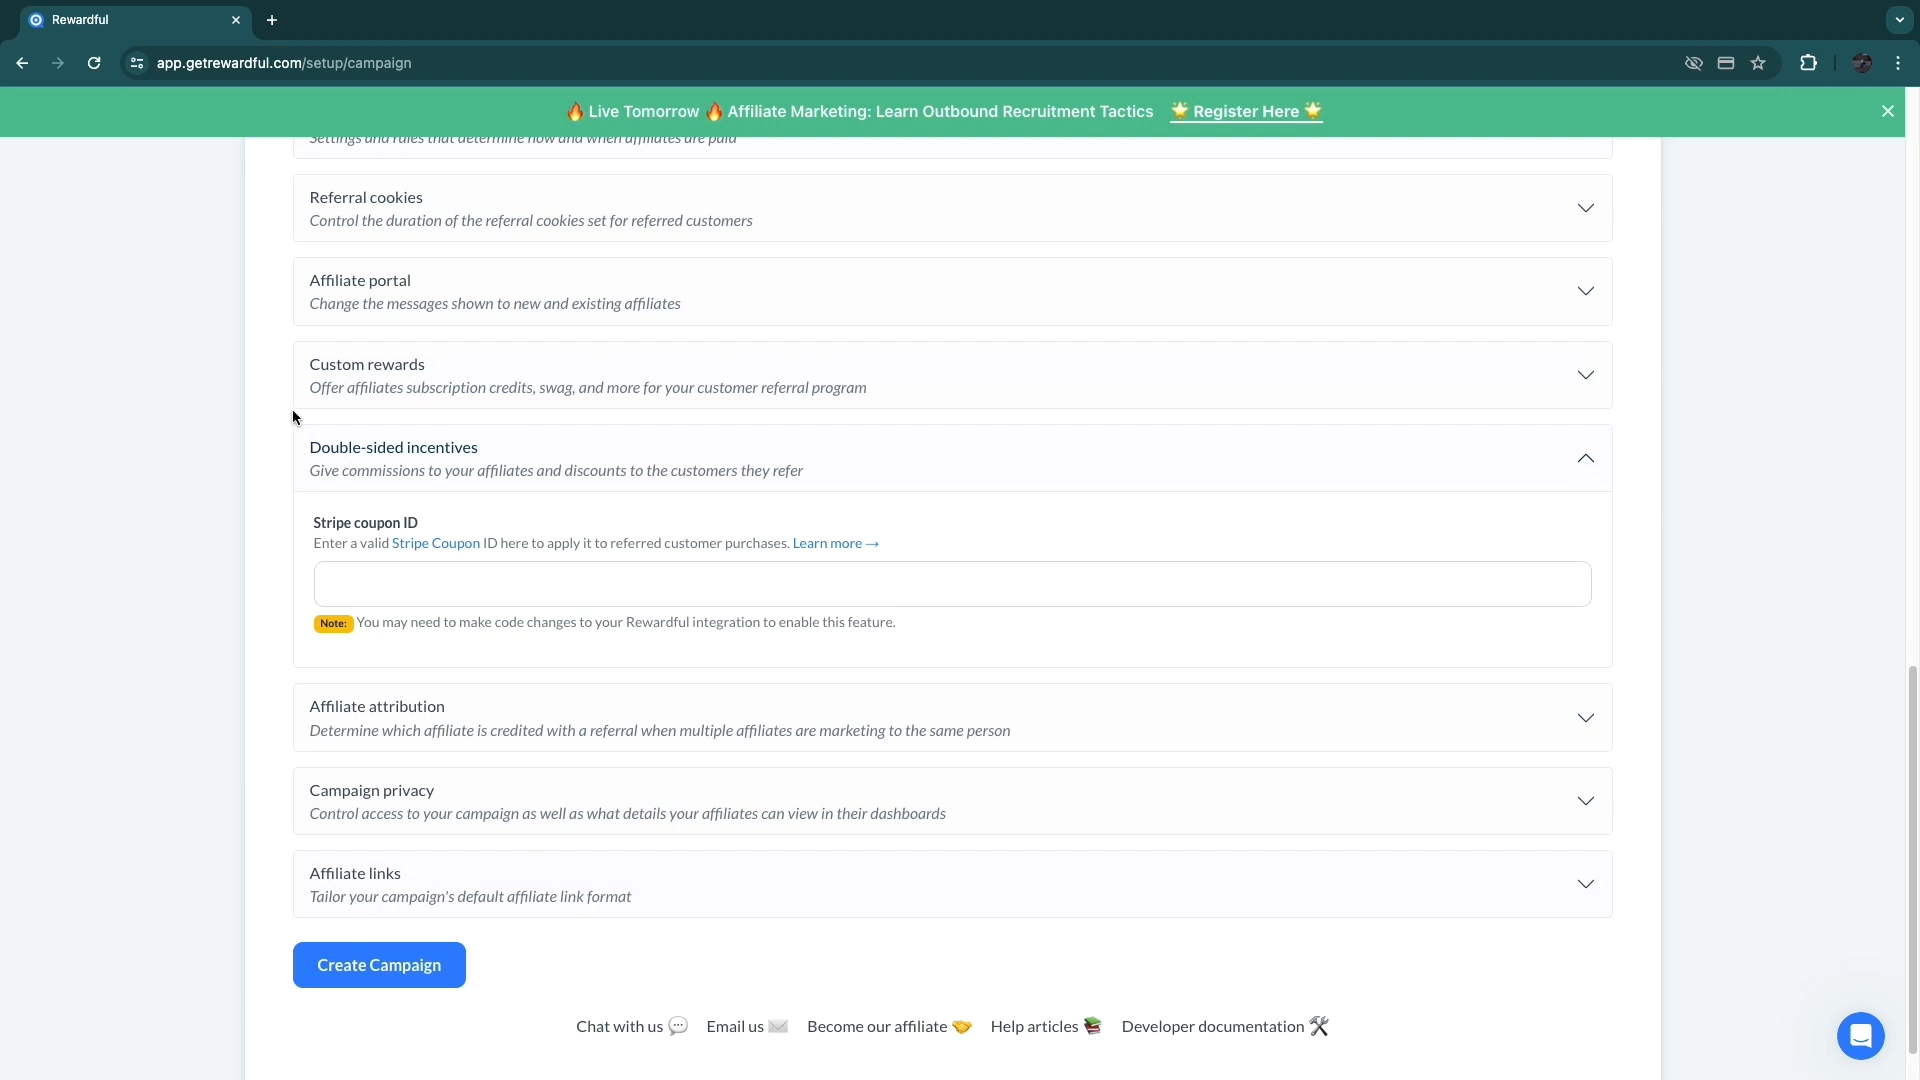 Rewardful
app.getrewardful.com/setup/campaign
🔥 Live Tomorrow 🔥 Affiliate Marketing: Learn Outbound Recruitment Tactics 🌟 Register Here 🌟
Settings and rules that determine how and when affiliates are paid
Referral cookies
Control the duration of the referral cookies set for referred customers
Affiliate portal
Change the messages shown to new and existing affiliates
Custom rewards
Offer affiliates subscription credits, swag, and more for your customer referral program
Double-sided incentives
Give commissions to your affiliates and discounts to the customers they refer
Stripe coupon ID
Enter a valid Stripe Coupon ID here to apply it to referred customer purchases. Learn more →
Note: You may need to make code changes to your Rewardful integration to enable this feature.
Affiliate attribution
Determine which affiliate is credited with a referral when multiple affiliates are marketing to the same person
Campaign privacy
Control access to your campaign as well as what details your affiliates can view in their dashboards
Affiliate links
Tailor your campaign's default affiliate link format
Create Campaign
Chat with us 💬 Email us ✉️ Become our affiliate 🤝 Help articles 📚 Developer documentation 🛠️